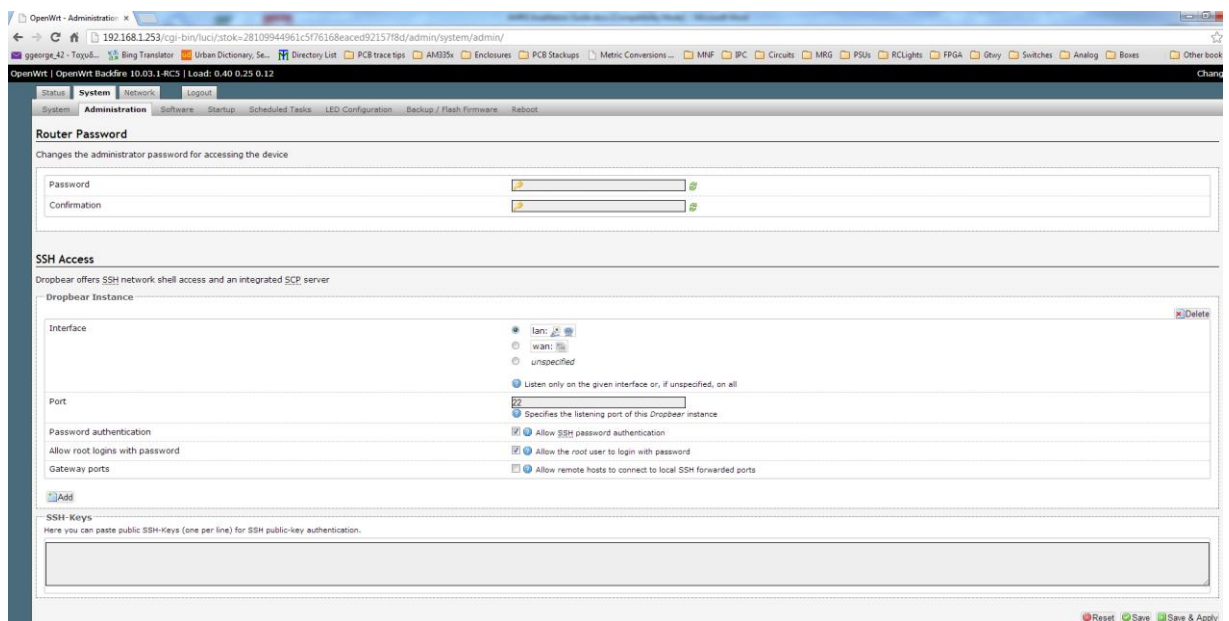 OpenWrt - Administration
192.168.1.253/cgi-bin/luci/;stok=28109944961c5f76168eaced92157f8d/admin/system/admin/
ggeorge_42 - Ταχυδ... Bing Translator Urban Dictionary, Se... Directory List PCB trace tips AM335x Enclosures PCB Stackups Metric Conversions ... MNF IPC Circuits MRG PSUs RCLights FPGA Gtwy Switches Analog Boxes Other book
OpenWrt | OpenWrt Backfire 10.03.1-RC5 | Load: 0.40 0.25 0.12 Chang
Status System Network Logout
System Administration Software Startup Scheduled Tasks LED Configuration Backup / Flash Firmware Reboot
Router Password
Changes the administrator password for accessing the device
Password
Confirmation
SSH Access
Dropbear offers SSH network shell access and an integrated SCP server
Dropbear Instance
Delete
Interface
lan:
wan:
unspecified
Listen only on the given interface or, if unspecified, on all
Port
22
Specifies the listening port of this Dropbear instance
Password authentication
Allow SSH password authentication
Allow root logins with password
Allow the root user to login with password
Gateway ports
Allow remote hosts to connect to local SSH forwarded ports
Add
SSH-Keys
Here you can paste public SSH-Keys (one per line) for SSH public-key authentication.
Reset Save Save & Apply